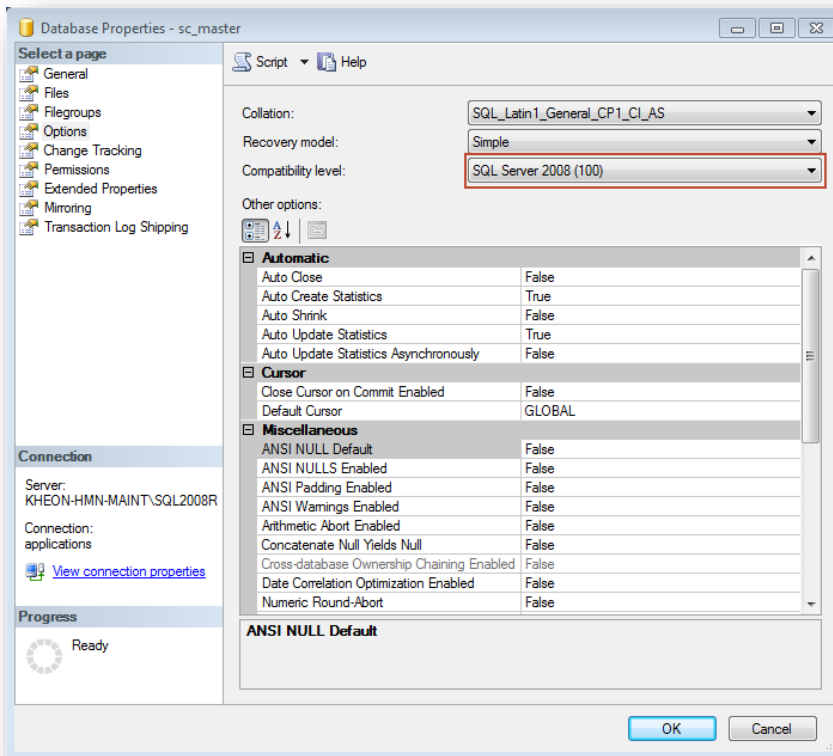 Database Properties - sc_master
Select a page
General
Files
Filegroups
Options
Change Tracking
Permissions
Extended Properties
Mirroring
Transaction Log Shipping
Connection
Server:
KHEON-HMN-MAINT\SQL2008R
Connection:
applications
View connection properties
Progress
Ready
Script Help
Collation: SQL_Latin1_General_CP1_CI_AS
Recovery model: Simple
Compatibility level: SQL Server 2008 (100)
Other options:
Automatic
Auto Close False
Auto Create Statistics True
Auto Shrink False
Auto Update Statistics True
Auto Update Statistics Asynchronously False
Cursor
Close Cursor on Commit Enabled False
Default Cursor GLOBAL
Miscellaneous
ANSI NULL Default False
ANSI NULLS Enabled False
ANSI Padding Enabled False
ANSI Warnings Enabled False
Arithmetic Abort Enabled False
Concatenate Null Yields Null False
Cross-database Ownership Chaining Enabled False
Date Correlation Optimization Enabled False
Numeric Round-Abort False
ANSI NULL Default
OK Cancel